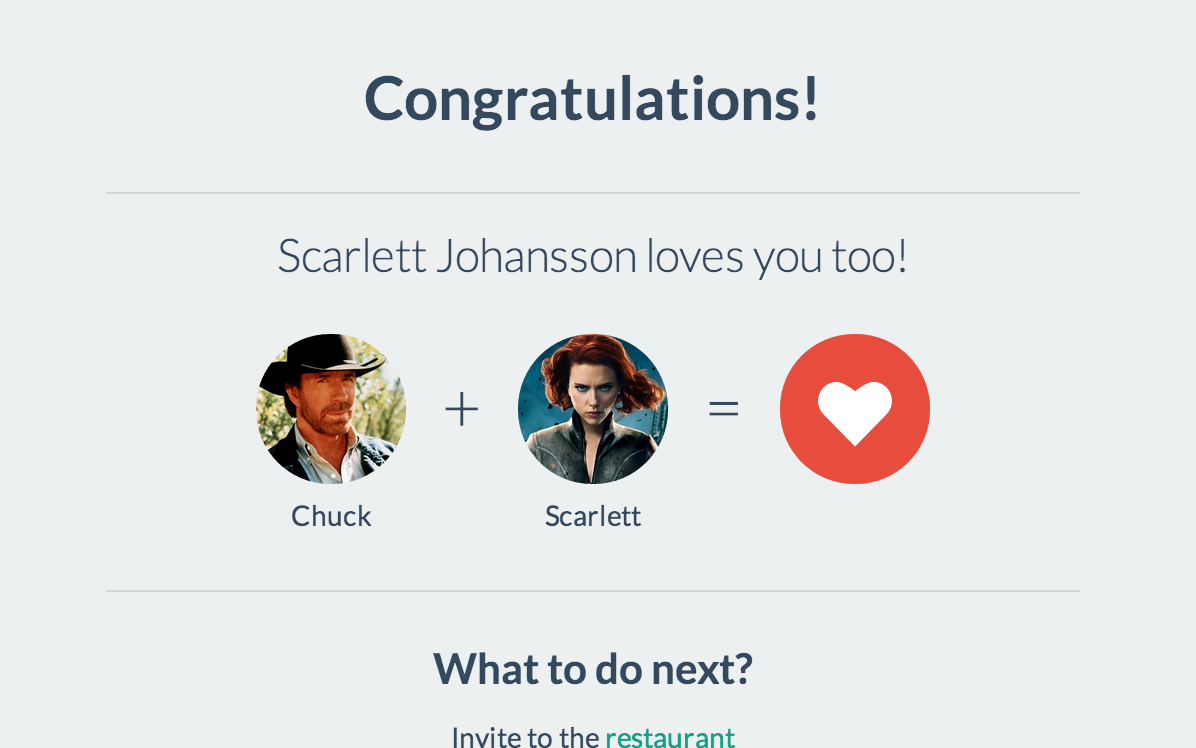 Congratulations!
Scarlett Johansson loves you too!
+ =
Chuck Scarlett
What to do next?
Invite to the restaurant